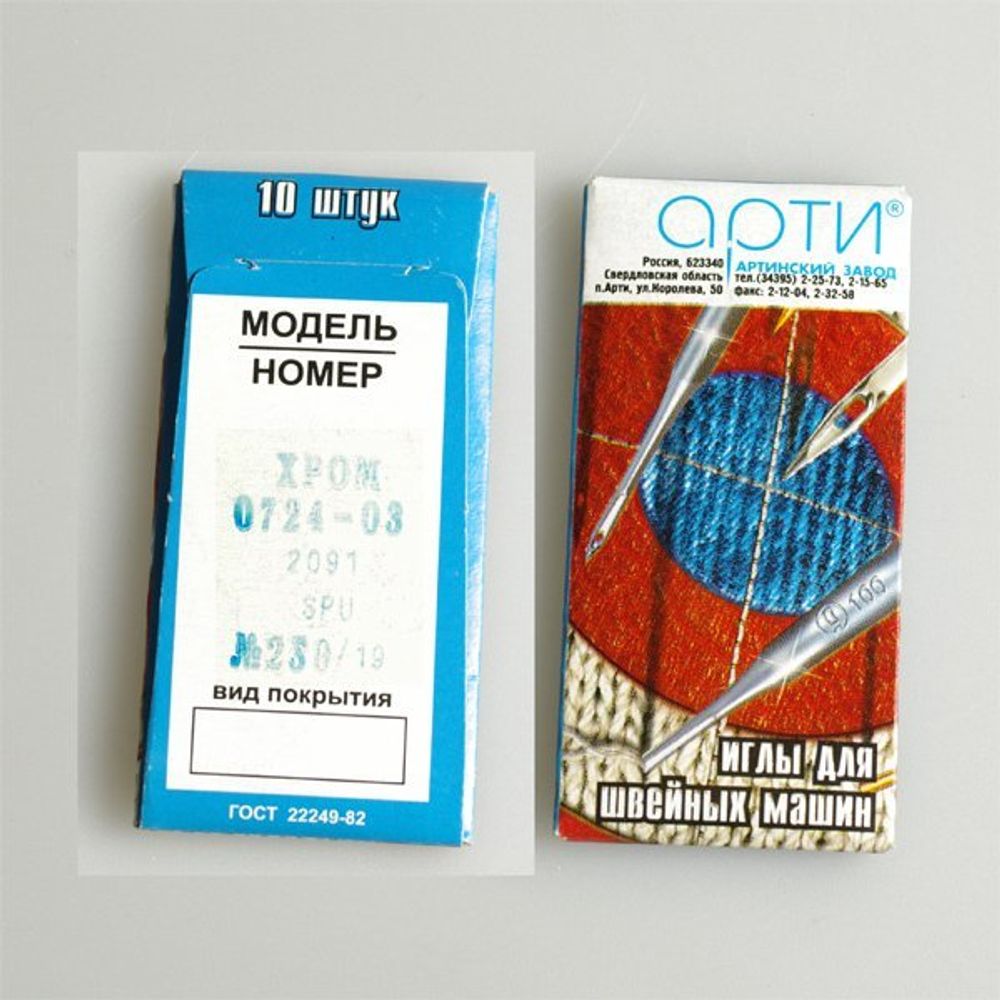 10 штук
МОДЕЛЬ
НОМЕР
ХРОМ
0724-03
2091
SPU
№230/19
ВИД ПОКРЫТИЯ
ГОСТ 22249-82
арти®
АРТИНСКИЙ ЗАВОД
Россия, 623340
Свердловская область
п.Арти, ул.Королева, 50
тел.(34395) 2-25-73, 2-15-65
факс: 2-12-04, 2-32-58
166
ИГЛЫ ДЛЯ
ШВЕЙНЫХ МАШИН